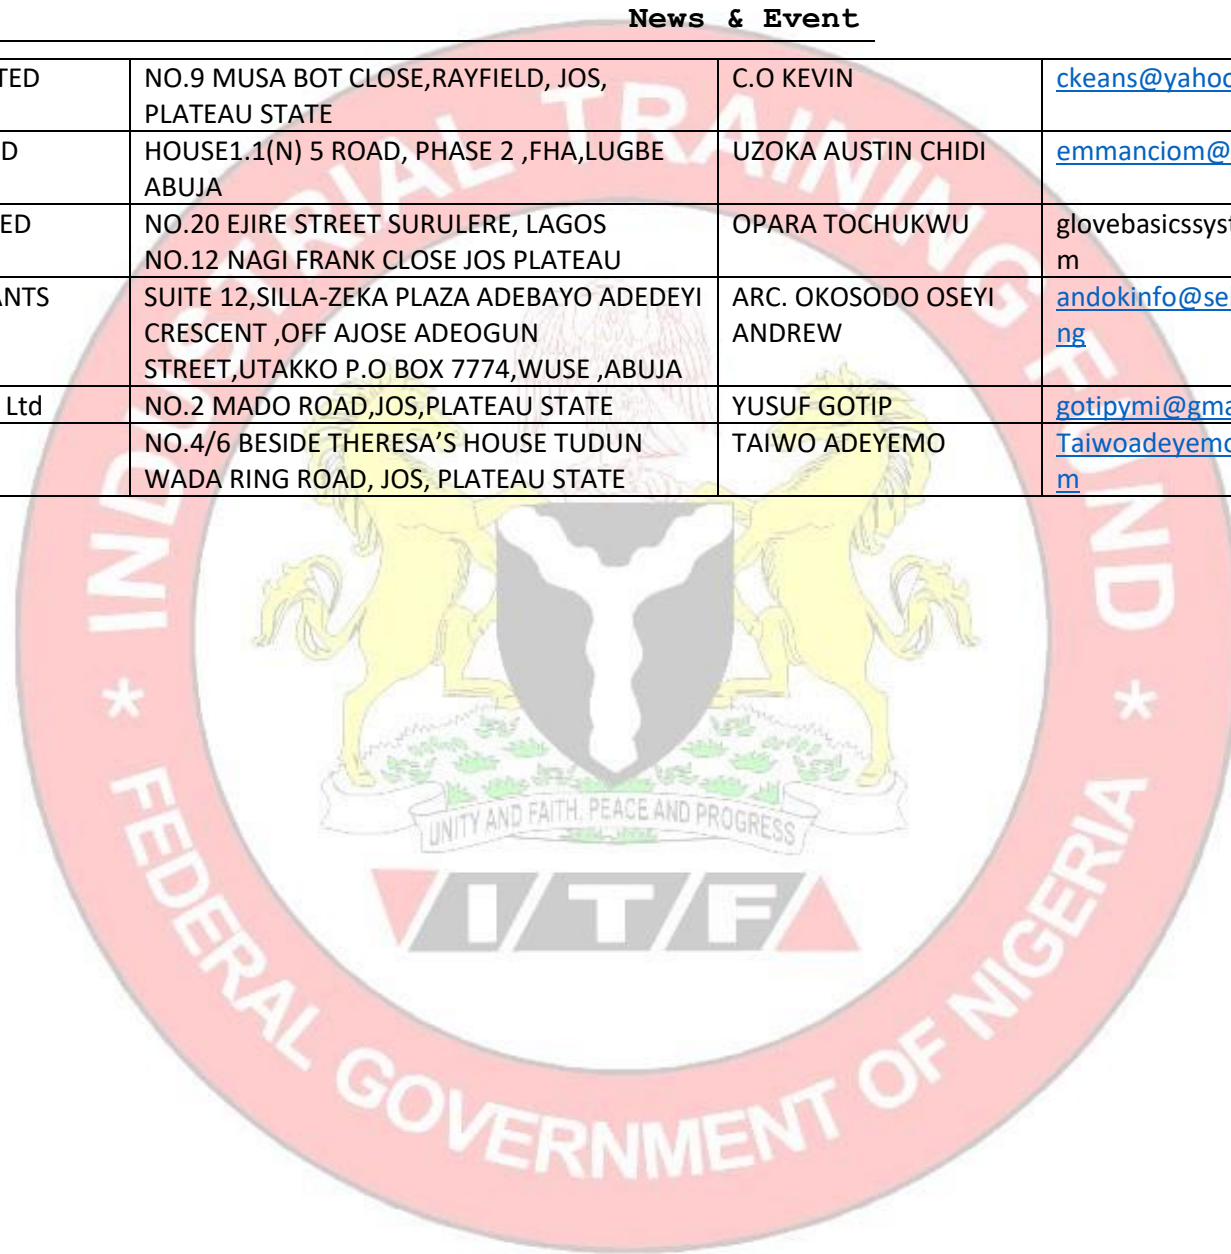 News & Event
TED
NO.9 MUSA BOT CLOSE,RAYFIELD, JOS,
PLATEAU STATE
C.O KEVIN
ckeans@yahoo
D
HOUSE1.1(N) 5 ROAD, PHASE 2 ,FHA,LUGBE
ABUJA
UZOKA AUSTIN CHIDI
emmanciom@
ED
NO.20 EJIRE STREET SURULERE, LAGOS
NO.12 NAGI FRANK CLOSE JOS PLATEAU
OPARA TOCHUKWU
glovebasicssyst
m
ANTS
SUITE 12,SILLA-ZEKA PLAZA ADEBAYO ADEDEYI
CRESCENT ,OFF AJOSE ADEOGUN
STREET,UTAKKO P.O BOX 7774,WUSE ,ABUJA
ARC. OKOSODO OSEYI
ANDREW
andokinfo@se
ng
Ltd
NO.2 MADO ROAD,JOS,PLATEAU STATE
YUSUF GOTIP
gotipymi@gma
NO.4/6 BESIDE THERESA’S HOUSE TUDUN
WADA RING ROAD, JOS, PLATEAU STATE
TAIWO ADEYEMO
Taiwoadeyemo
m
INDUSTRIAL TRAINING FUND
UNITY AND FAITH, PEACE AND PROGRESS
ITF
* FEDERAL GOVERNMENT OF NIGERIA *